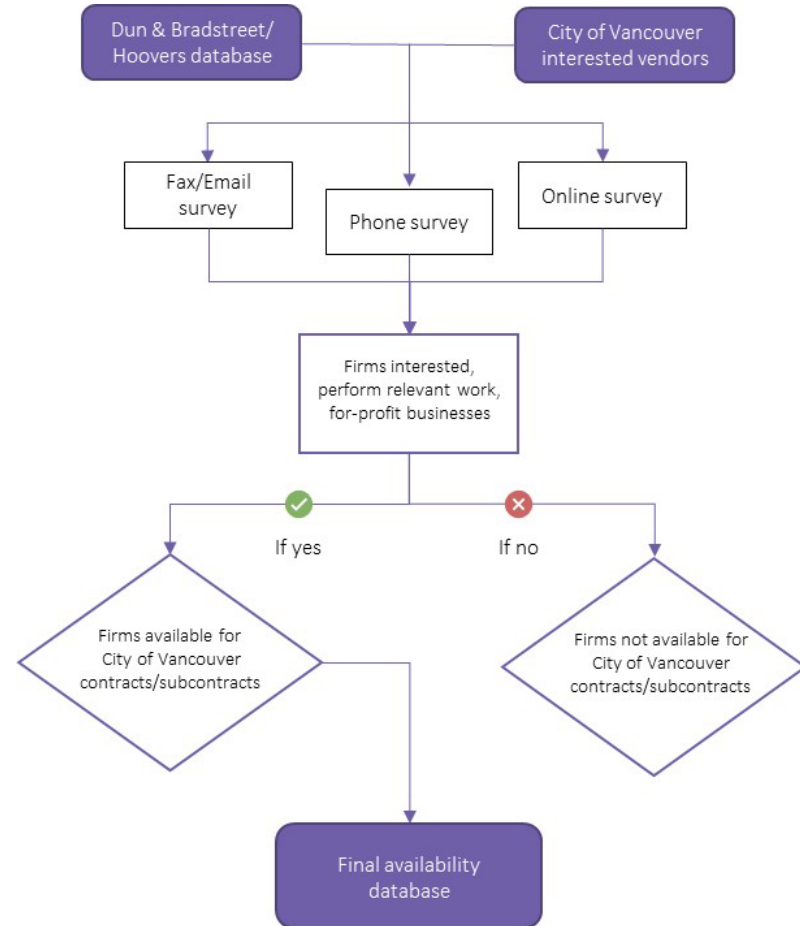 Dun & Bradstreet/
Hoovers database
City of Vancouver
interested vendors
Fax/Email
survey
Phone survey
Online survey
Firms interested,
perform relevant work,
for-profit businesses
If yes
If no
Firms available for
City of Vancouver
contracts/subcontracts
Firms not available for
City of Vancouver
contracts/subcontracts
Final availability
database